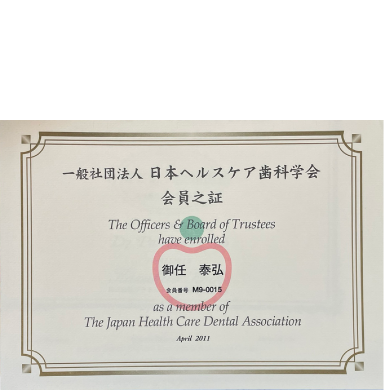 一般社団法人 日本ヘルスケア歯科学会
会員之証
The Officers & Board of Trustees
have enrolled
御任 泰弘
会員番号 M9-0015
as a member of
The Japan Health Care Dental Association
April 2011